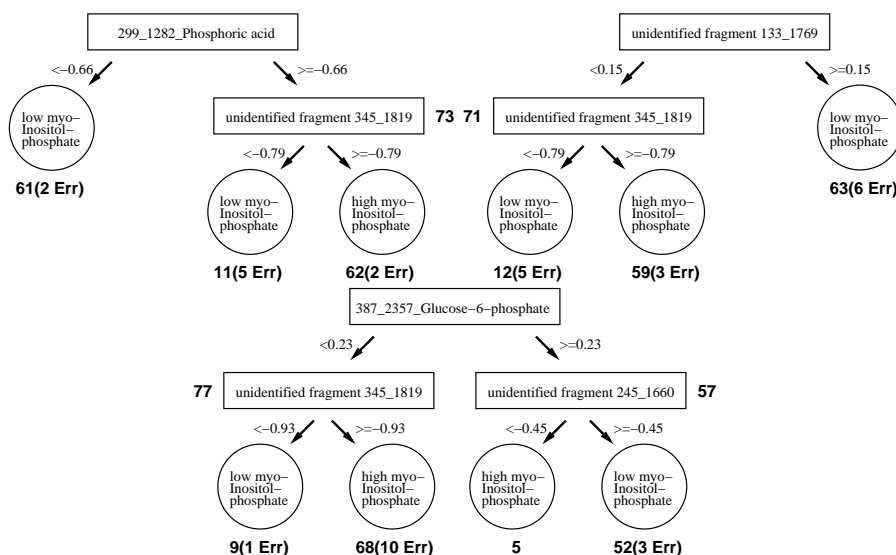 299_1282_Phosphoric acid
unidentified fragment 133_1769
<−0.66
>=−0.66
<0.15
>=0.15
low myo−
Inositol−
phosphate
unidentified fragment 345_1819
73
71
unidentified fragment 345_1819
low myo−
Inositol−
phosphate
61(2 Err)
<−0.79
>=−0.79
<−0.79
>=−0.79
63(6 Err)
low myo−
Inositol−
phosphate
high myo−
Inositol−
phosphate
low myo−
Inositol−
phosphate
high myo−
Inositol−
phosphate
11(5 Err)
62(2 Err)
12(5 Err)
59(3 Err)
387_2357_Glucose−6−phosphate
<0.23
>=0.23
77
unidentified fragment 345_1819
unidentified fragment 245_1660
57
<−0.93
>=−0.93
<−0.45
>=−0.45
low myo−
Inositol−
phosphate
high myo−
Inositol−
phosphate
high myo−
Inositol−
phosphate
low myo−
Inositol−
phosphate
9(1 Err)
68(10 Err)
5
52(3 Err)